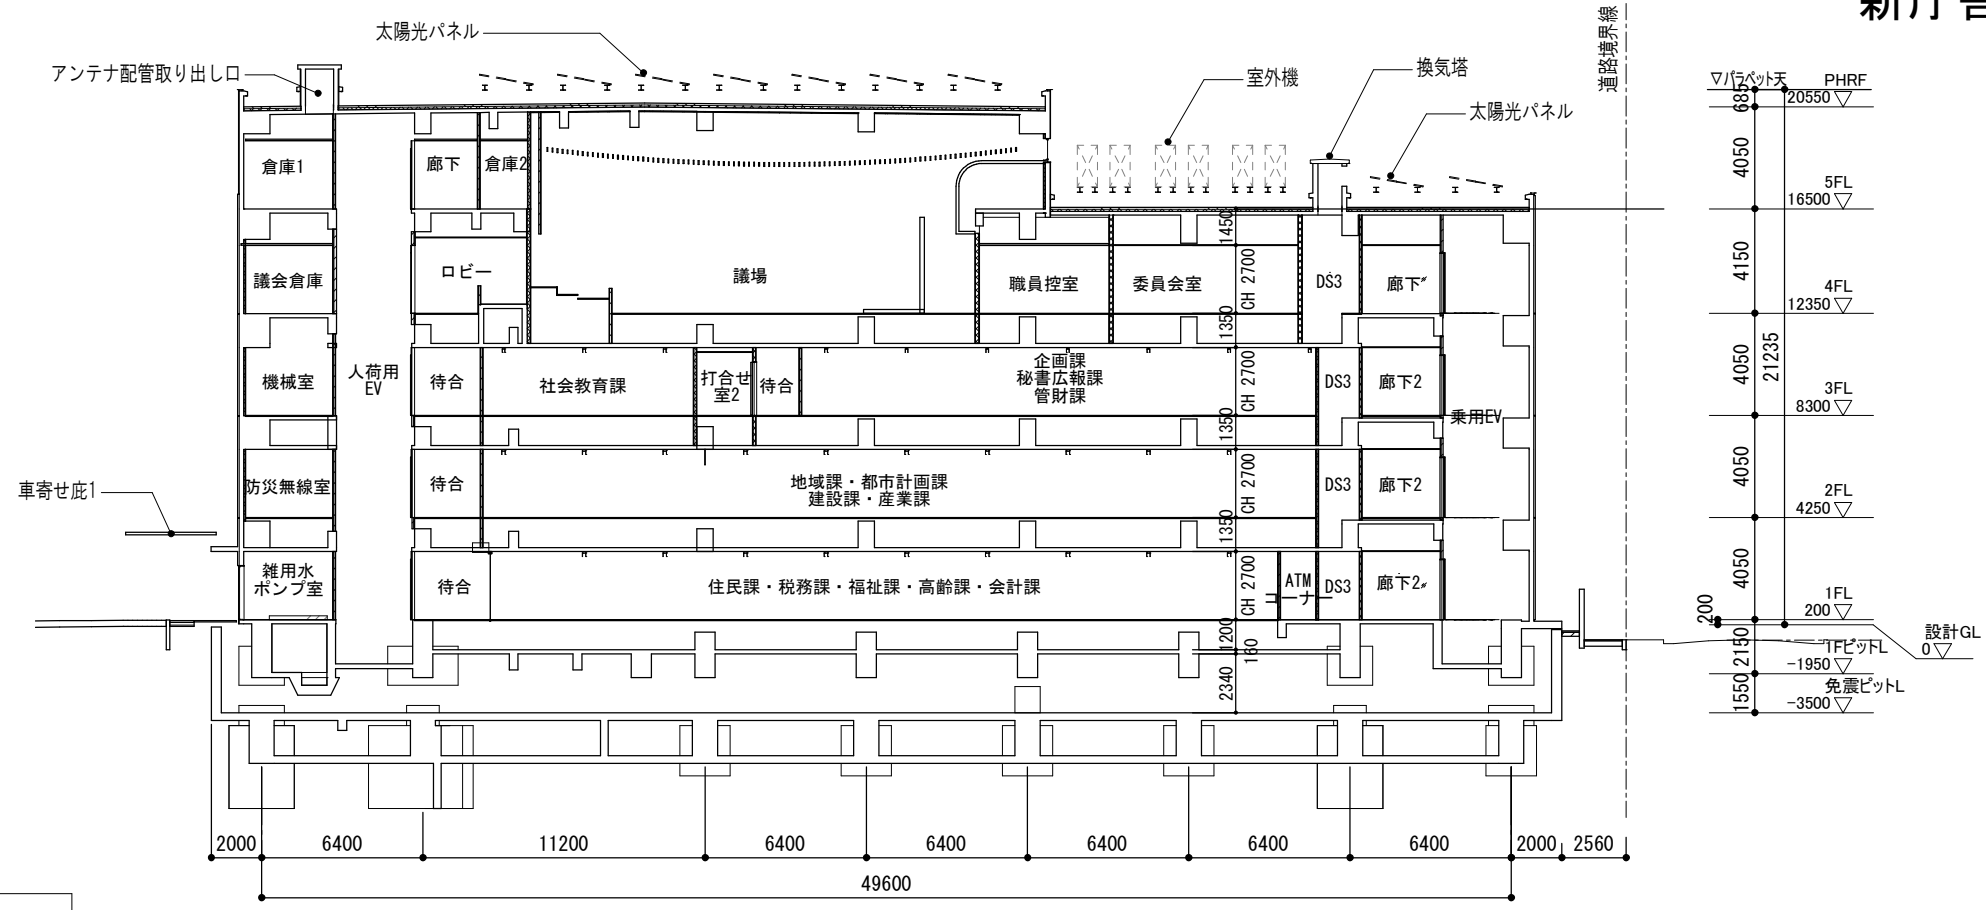 新庁舎
道路境界線
太陽光パネル
アンテナ配管取り出し口
室外機
換気塔
太陽光パネル
▽パラペット天
PHRF
20550
685
倉庫1
廊下
倉庫2
4050
5FL
16500
1450
議会倉庫
ロビー
議場
職員控室
委員会室
CH 2700
DS3
廊下
4150
4FL
12350
1350
21235
機械室
人荷用
EV
待合
社会教育課
打合せ
室2
待合
企画課
秘書広報課
管財課
CH 2700
DS3
廊下2
4050
3FL
8300
乗用EV
1350
車寄せ庇1
防災無線室
待合
地域課・都市計画課
建設課・産業課
CH 2700
DS3
廊下2
4050
2FL
4250
1350
雑用水
ポンプ室
待合
住民課・税務課・福祉課・高齢課・会計課
CH 2700
ATM
コーナー
DS3
廊下2
4050
1FL
200
200
設計GL
0
1200
160
2150
1FピットL
-1950
2340
1550
免震ピットL
-3500
2000
6400
11200
6400
6400
6400
6400
6400
2000
2560
49600